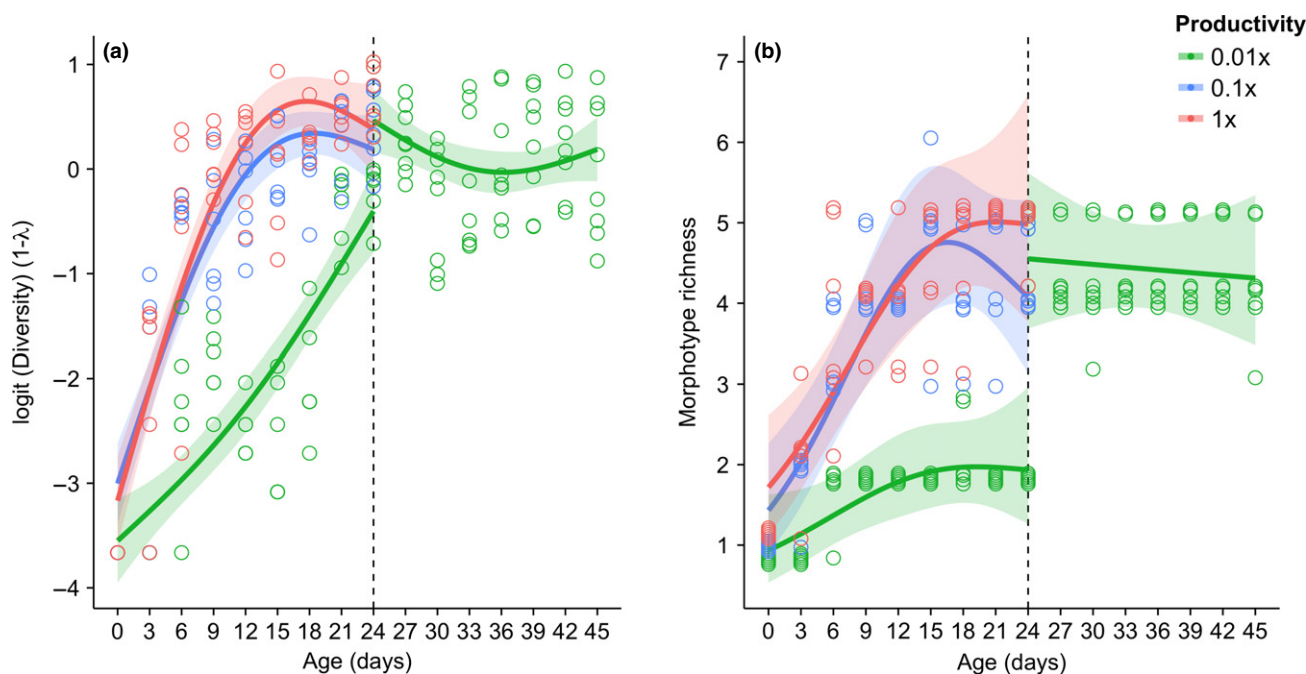 (a)
logit (Diversity) (1-λ)
1
0
−1
−2
−3
−4
0 3 6 9 12 15 18 21 24 27 30 33 36 39 42 45
Age (days)
(b)
Morphotype richness
7
6
5
4
3
2
1
0 3 6 9 12 15 18 21 24 27 30 33 36 39 42 45
Age (days)
Productivity
0.01x
0.1x
1x